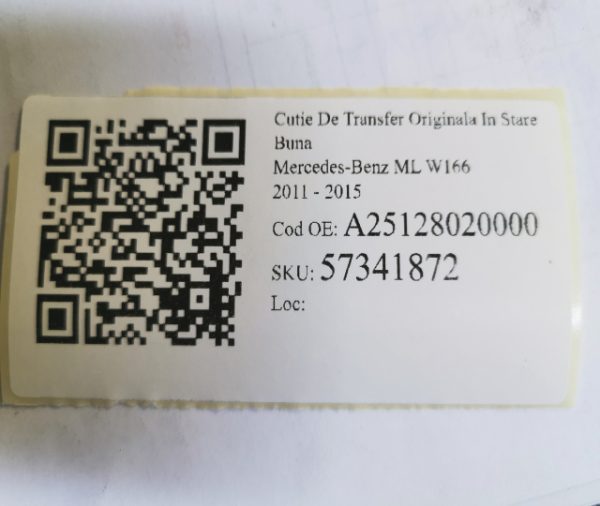 Cutie De Transfer Originala In Stare
Buna
Mercedes-Benz ML W166
2011 - 2015
Cod OE: A25128020000
SKU: 57341872
Loc: